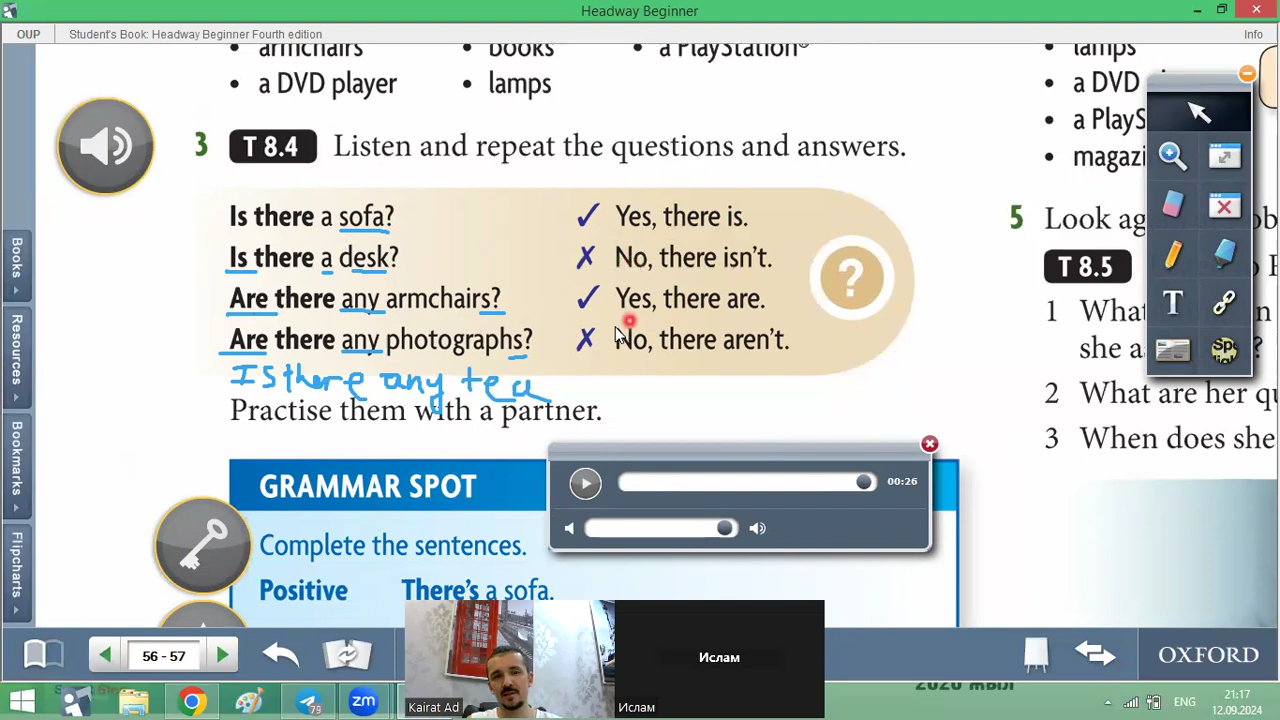 Headway Beginner
OUP
Student's Book: Headway Beginner Fourth edition
Info
• armchairs
• books
• a PlayStation®
• a DVD player
• lamps
lamps
• a DVD
• a PlayS
• magazi
3 T 8.4 Listen and repeat the questions and answers.
Is there a sofa? ✓ Yes, there is.
Is there a desk? ✗ No, there isn't.
Are there any armchairs? ✓ Yes, there are.
Are there any photographs? ✗ No, there aren't.
?
Is there any tea
Practise them with a partner.
5 Look ag
T 8.5
1 What
she a
2 What are her qu
3 When does she
T
Sp
GRAMMAR SPOT
Complete the sentences.
Positive There's a sofa.
00:26
Books
Resources
Bookmarks
Flipcharts
Kairat Ad
Ислам
Ислам
56 - 57
OXFORD
79
zm
ENG
21:17
12.09.2024